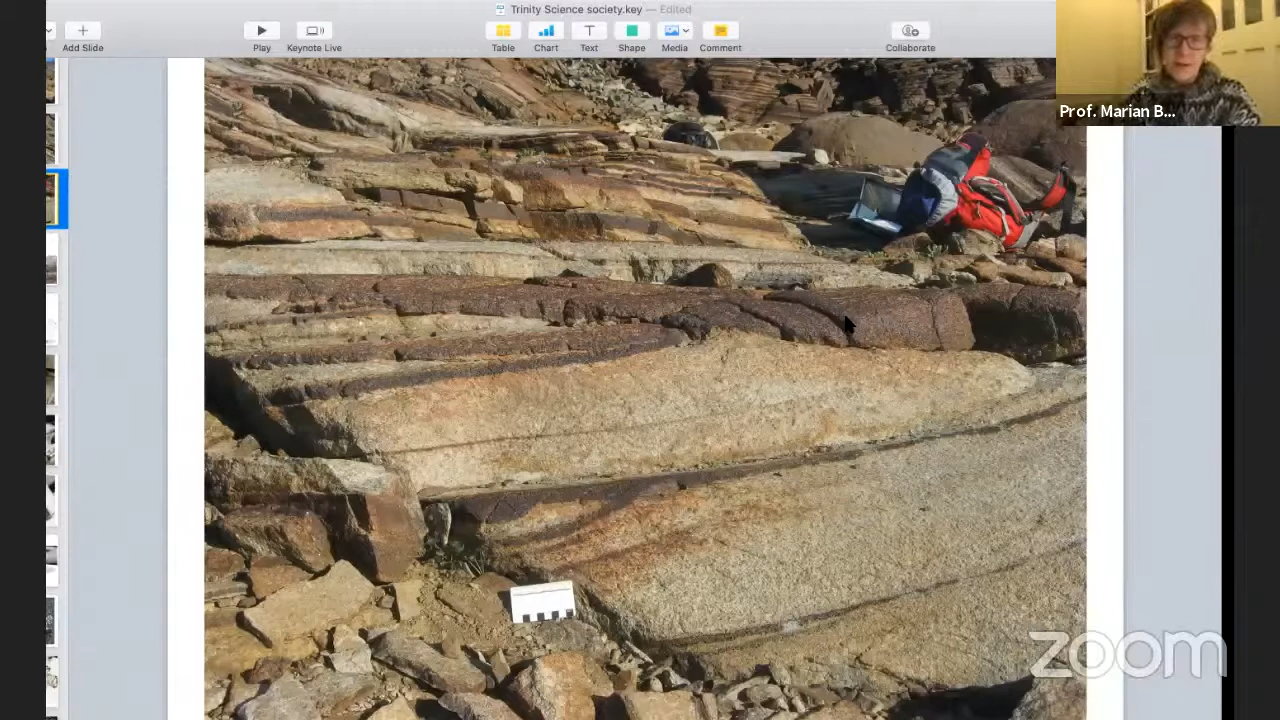 Trinity Science society.key — Edited
Add Slide
Play
Keynote Live
Table
Chart
Text
Shape
Media
Comment
Collaborate
Prof. Marian B...
zoom